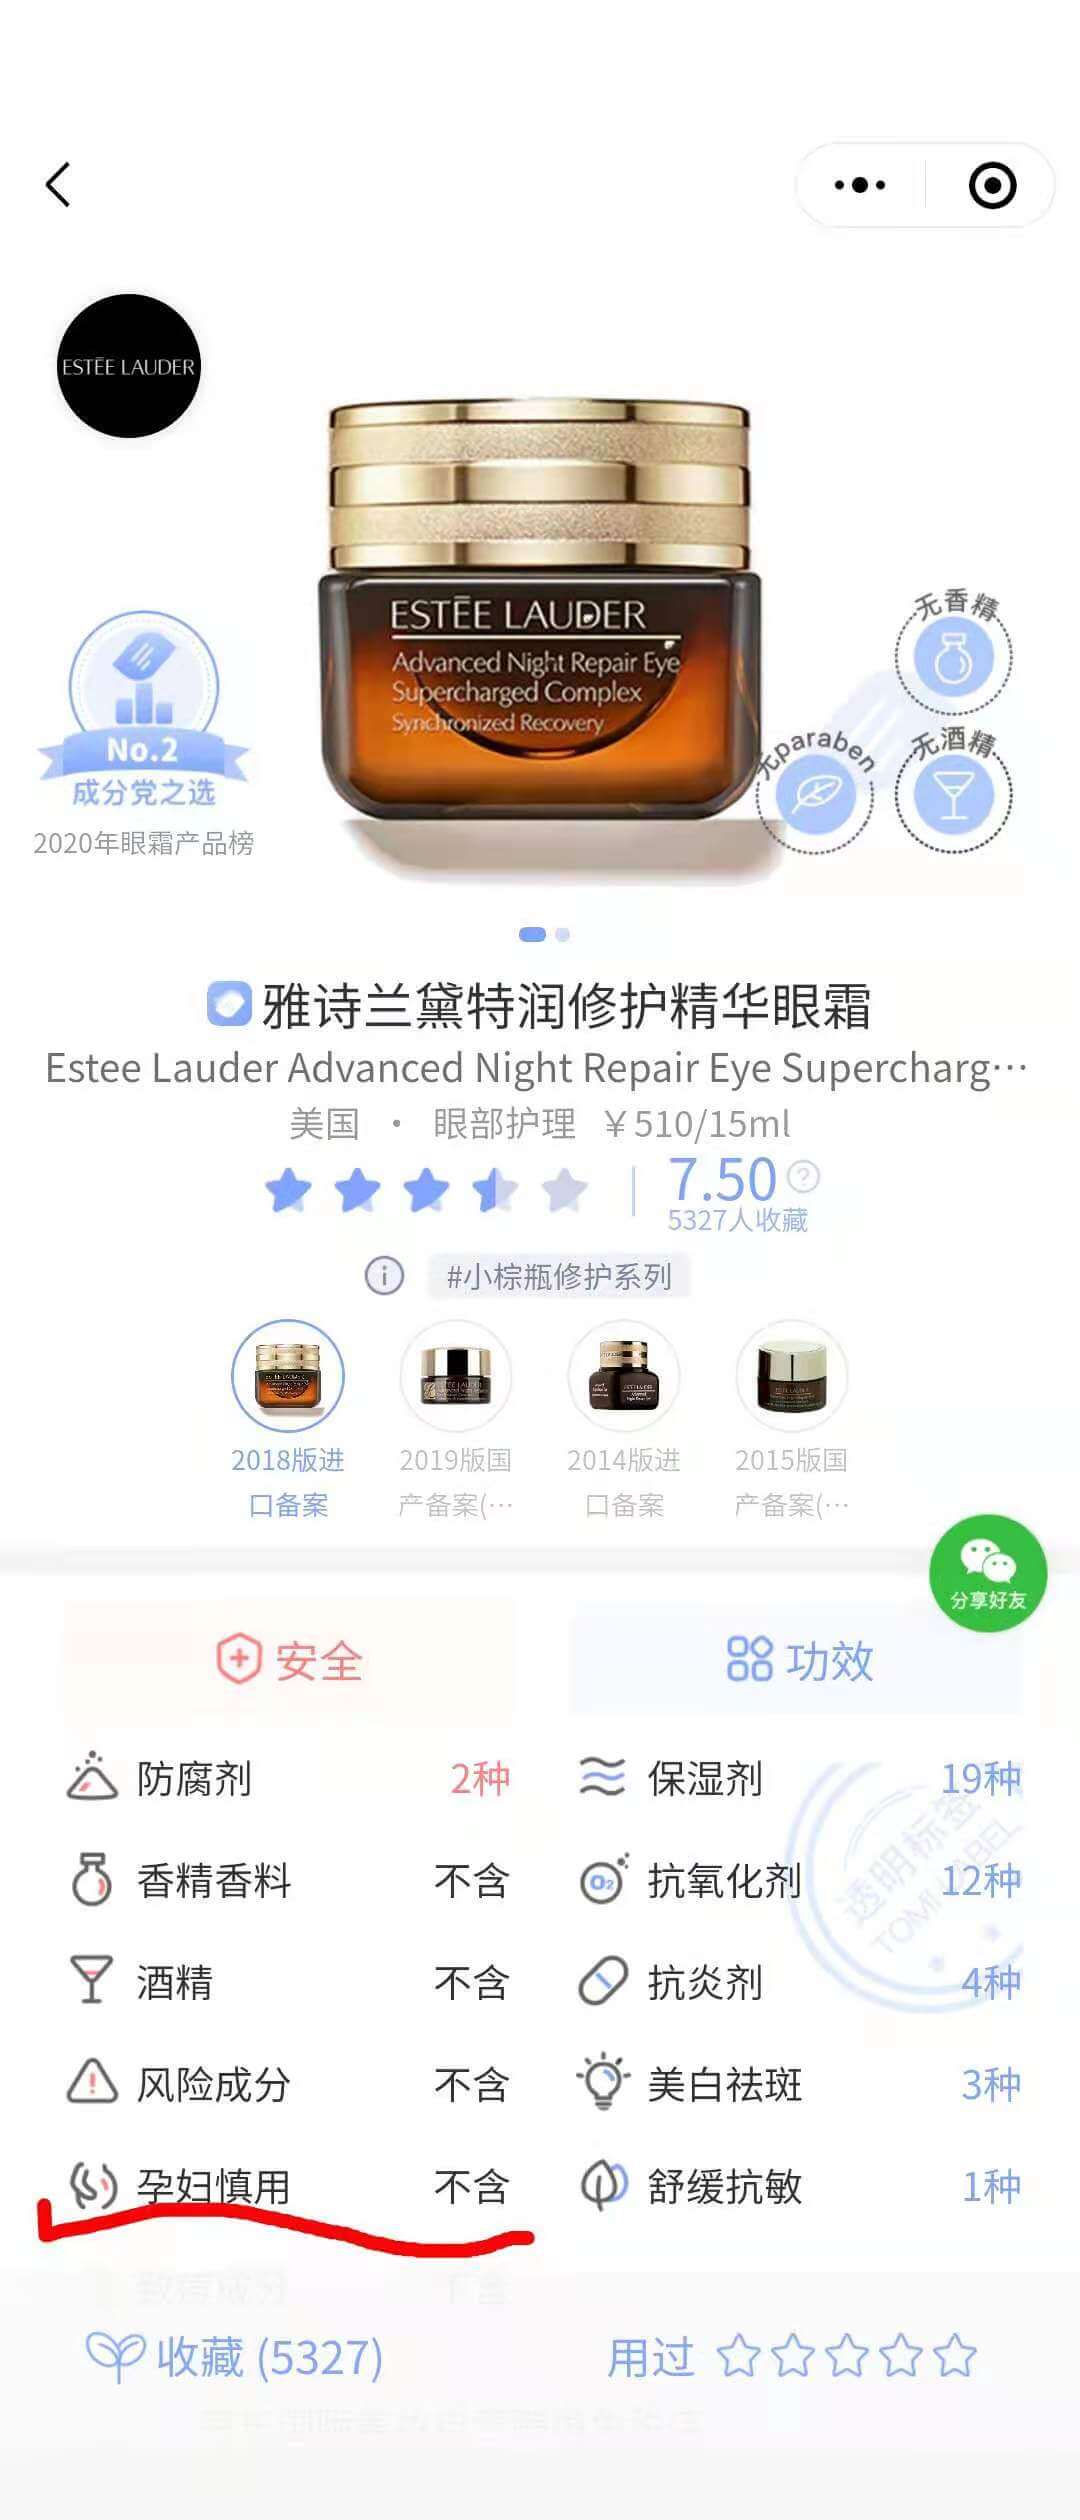 ESTĒE LAUDER
ESTĒE LAUDER
Advanced Night Repair Eye
Supercharged Complex
Synchronized Recovery
无香精
无paraben
无酒精
No.2
成分党之选
2020年眼霜产品榜
雅诗兰黛特润修护精华眼霜
Estee Lauder Advanced Night Repair Eye Supercharg…
美国 · 眼部护理 ￥510/15ml
7.50
?
5327人收藏
#小棕瓶修护系列
2018版进
口备案
2019版国
产备案(…
2014版进
口备案
2015版国
产备案(…
分享好友
安全
功效
防腐剂 2种
保湿剂 19种
香精香料 不含
抗氧化剂 12种
酒精 不含
抗炎剂 4种
风险成分 不含
美白祛斑 3种
孕妇慎用 不含
舒缓抗敏 1种
透明标签
收藏 (5327)
用过